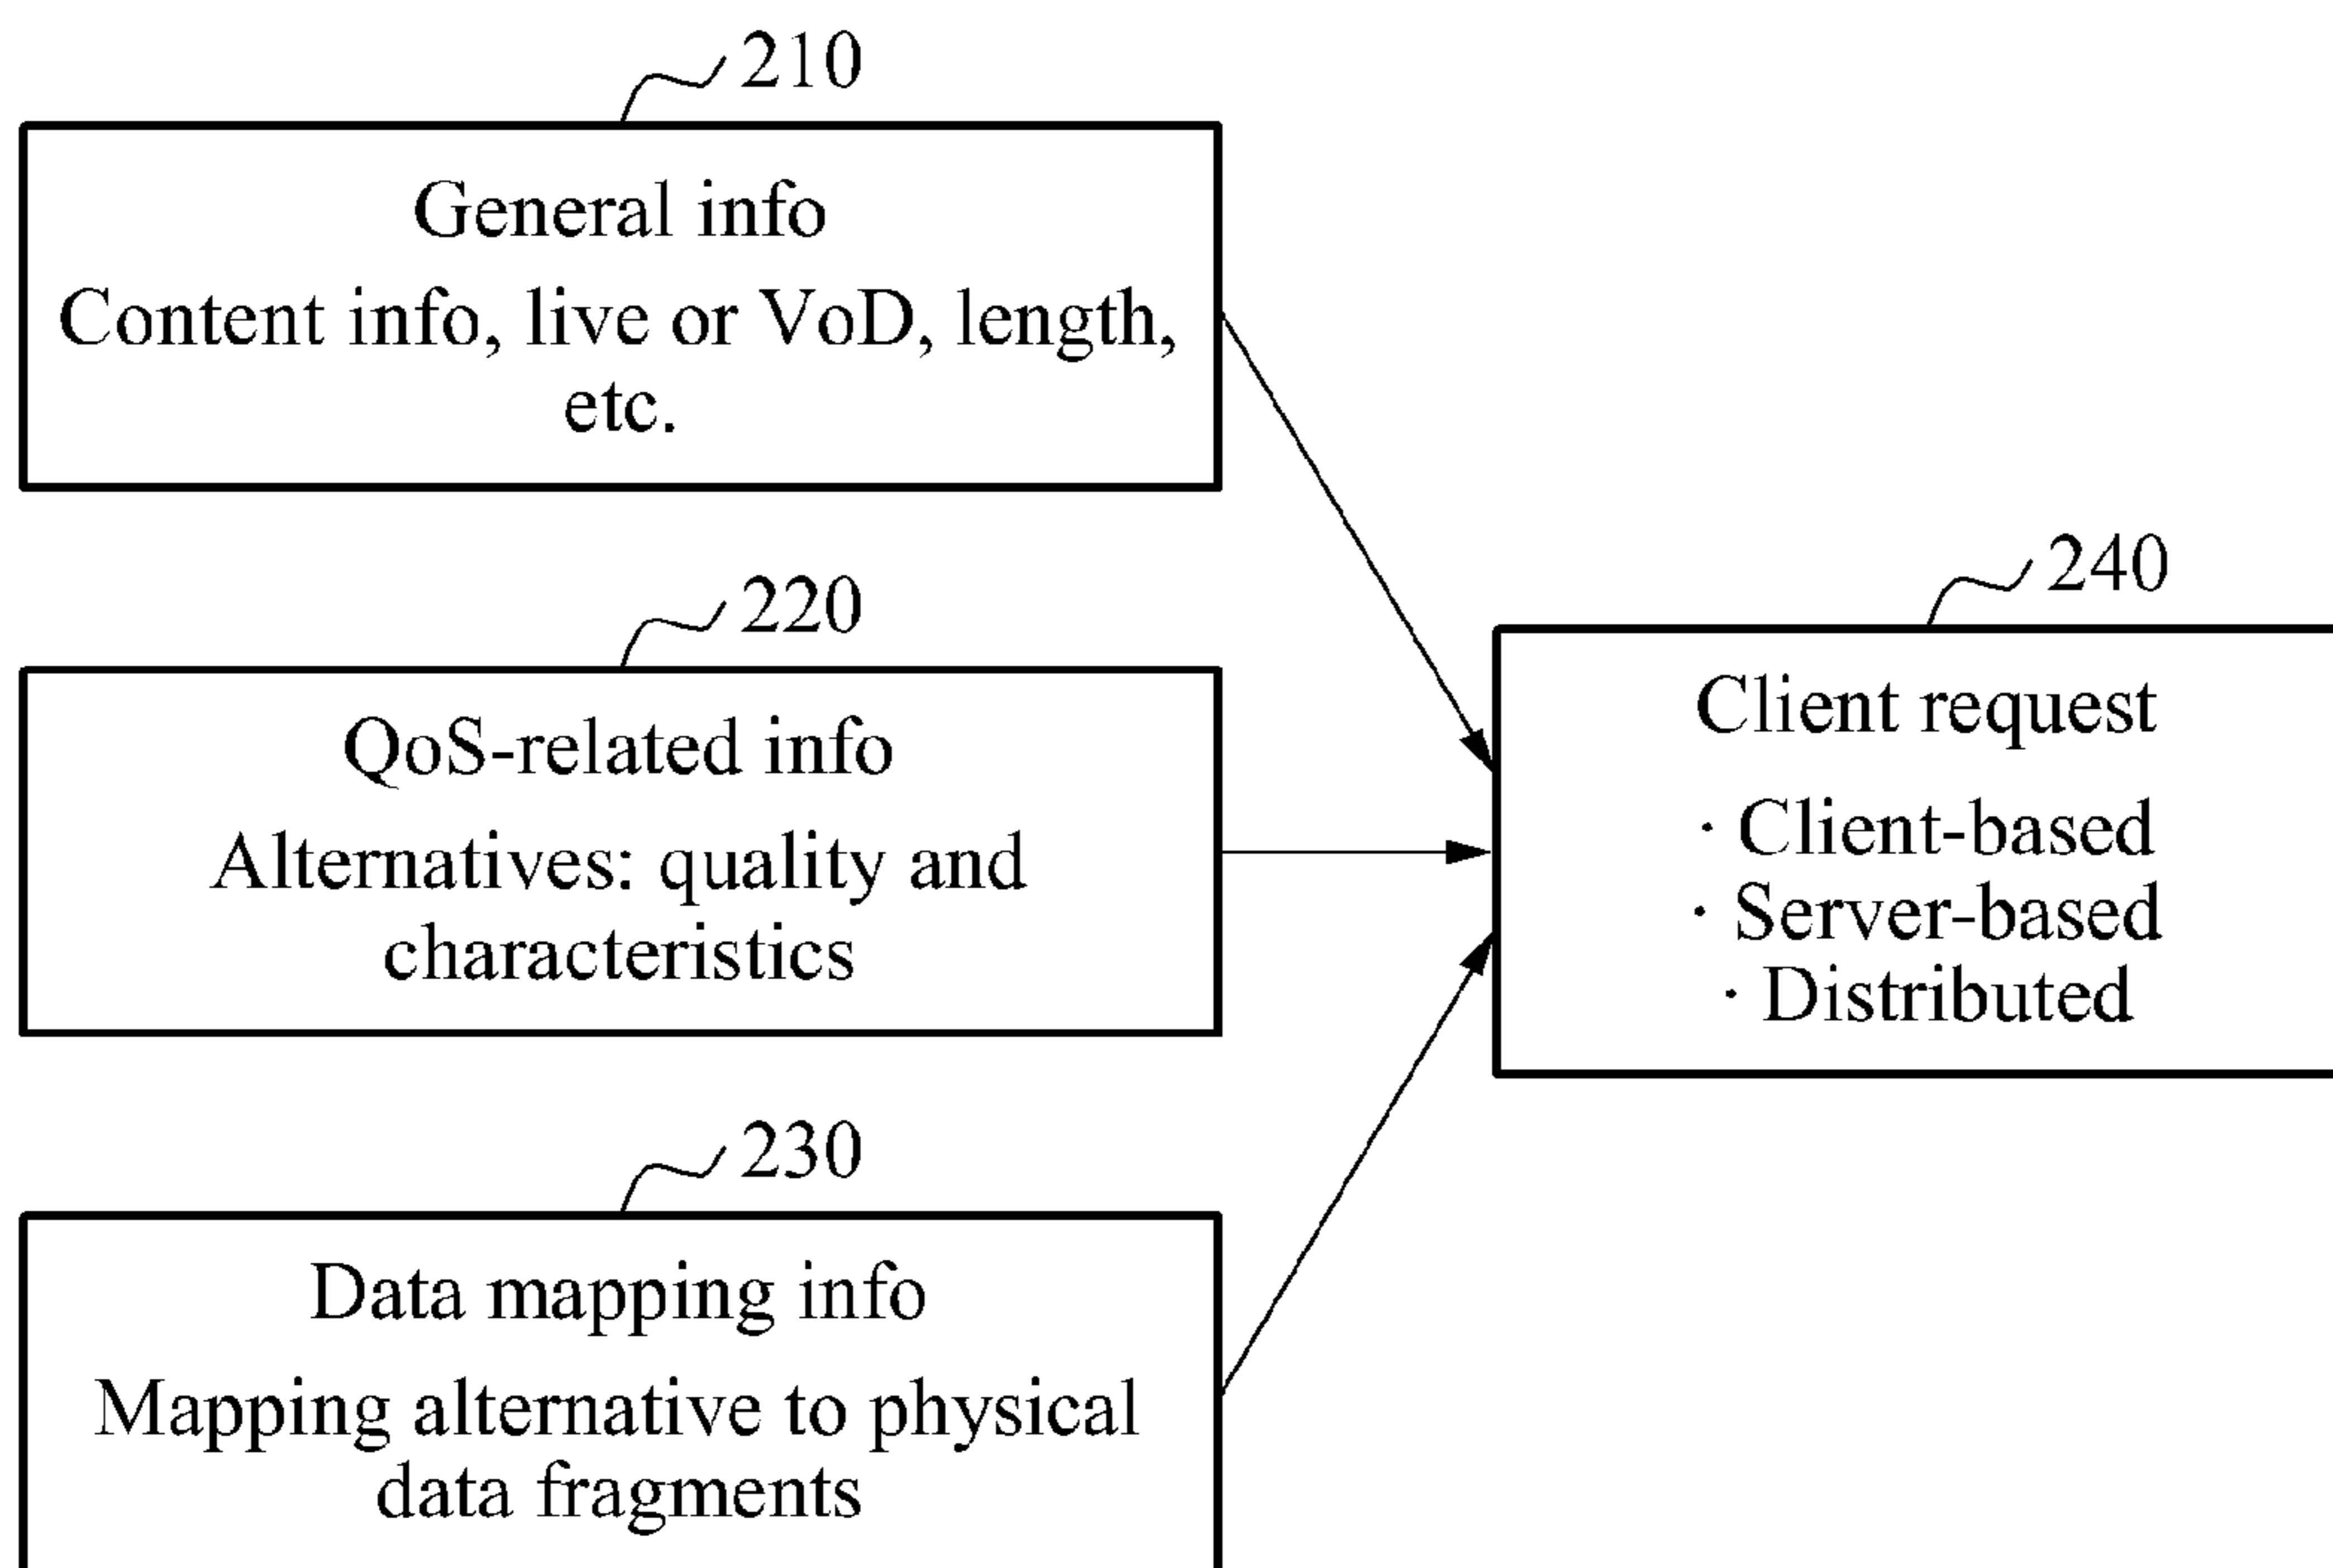 210
General info
Content info, live or VoD, length,
etc.
220
QoS-related info
Alternatives: quality and
characteristics
230
Data mapping info
Mapping alternative to physical
data fragments
240
Client request
· Client-based
· Server-based
· Distributed